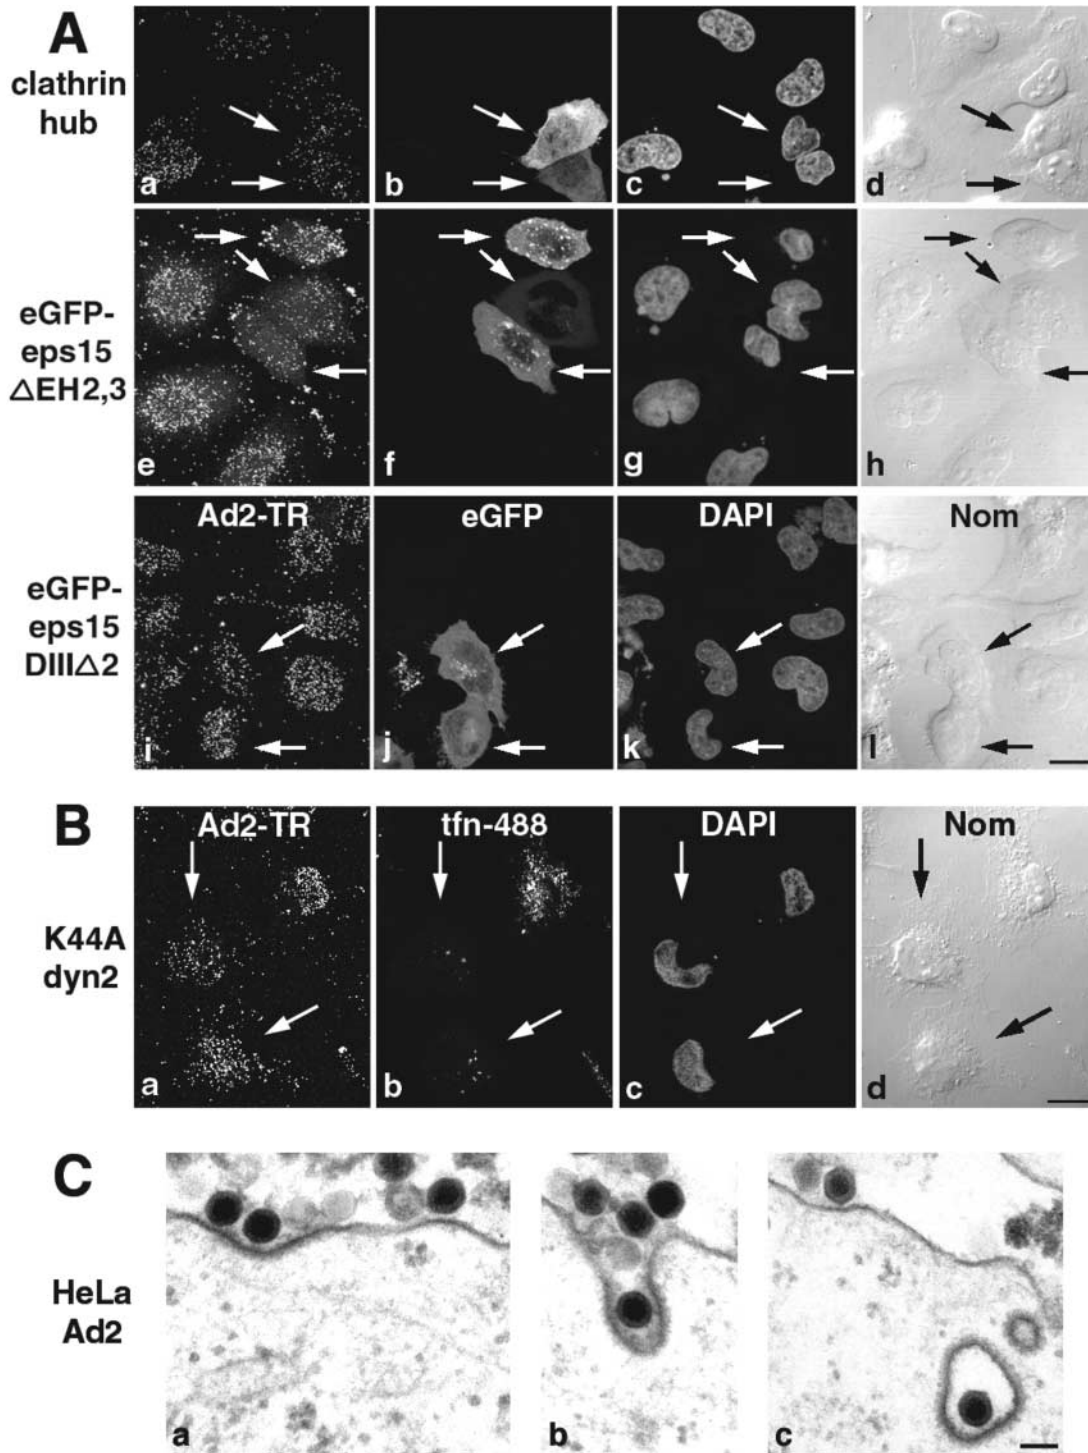 A
clathrin
hub
a
b
c
d
eGFP-
eps15
△EH2,3
e
f
g
h
Ad2-TR
eGFP
DAPI
Nom
eGFP-
eps15
DIII△2
i
j
k
l
B
Ad2-TR
tfn-488
DAPI
Nom
K44A
dyn2
a
b
c
d
C
HeLa
Ad2
a
b
c